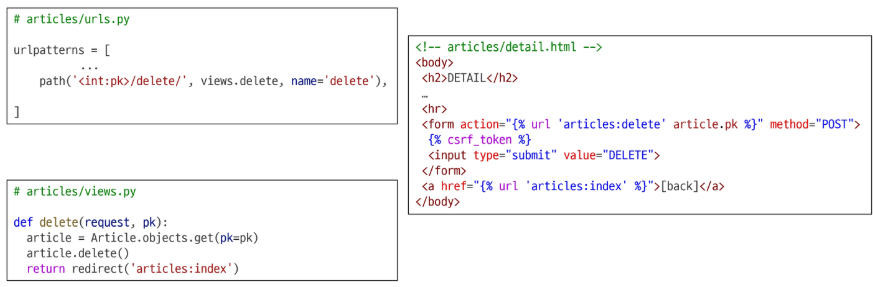 # articles/urls.py
urlpatterns = [
...
path('<int:pk>/delete/', views.delete, name='delete'),
]
# articles/views.py
def delete(request, pk):
article = Article.objects.get(pk=pk)
article.delete()
return redirect('articles:index')
<!-- articles/detail.html -->
<body>
<h2>DETAIL</h2>
…
<hr>
<form action="{% url 'articles:delete' article.pk %}" method="POST">
{% csrf_token %}
<input type="submit" value="DELETE">
</form>
<a href="{% url 'articles:index' %}">[back]</a>
</body>